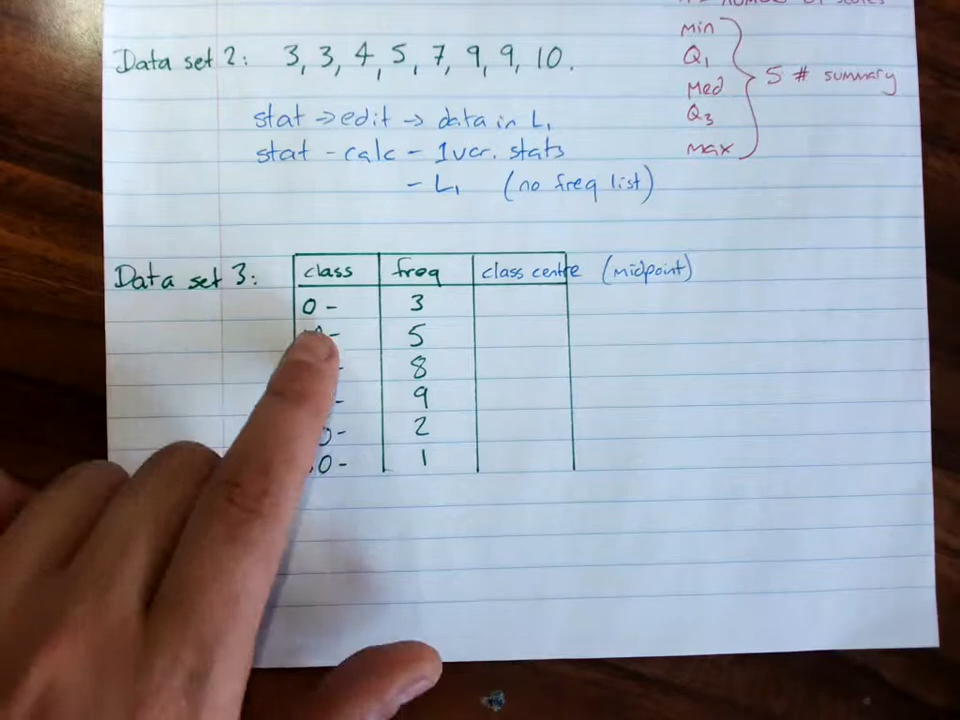 Min
Data set 2: 3, 3, 4, 5, 7, 9, 9, 10.
Q1
5 # summary
Med
Q3
max
stat → edit → data in L1
stat - calc - 1 var. stats
- L1 (no freq list)
Data set 3:
class freq class centre (midpoint)
0- 3
5
8
9
2
1